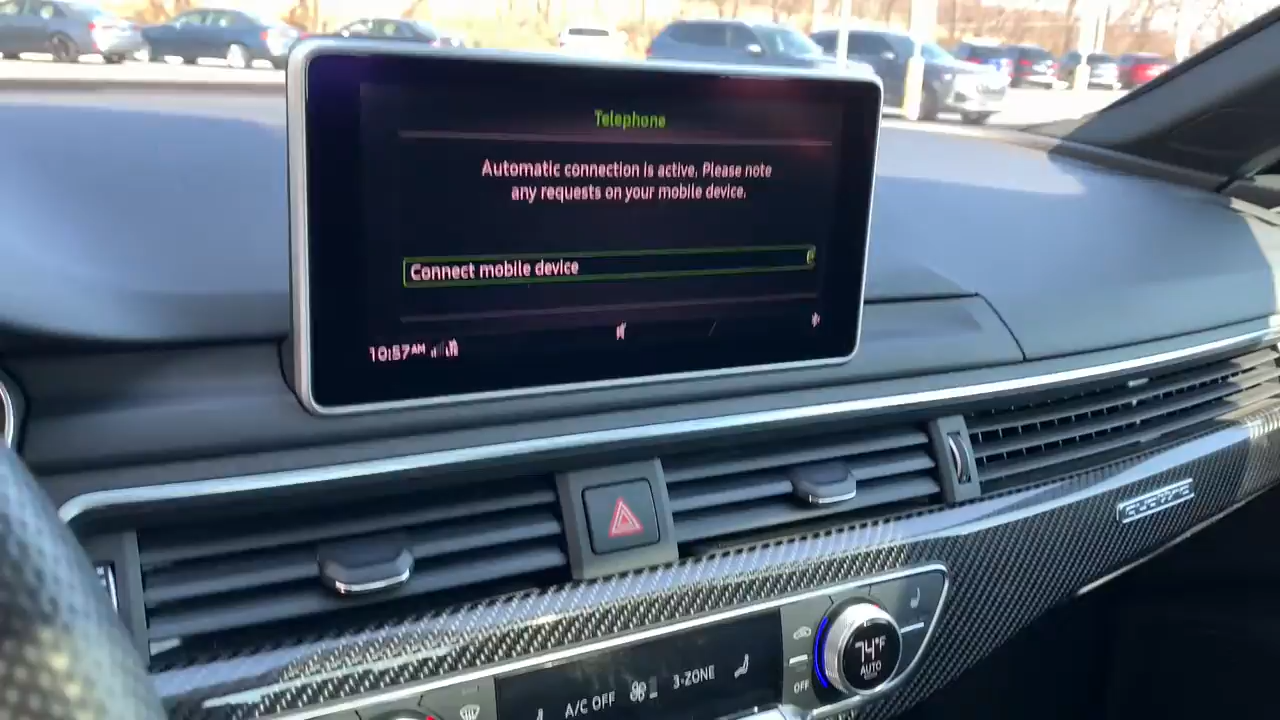 Telephone
Automatic connection is active. Please note
any requests on your mobile device.
Connect mobile device
10:57AM
quattro
74°F
AUTO
A/C OFF
3-ZONE
OFF